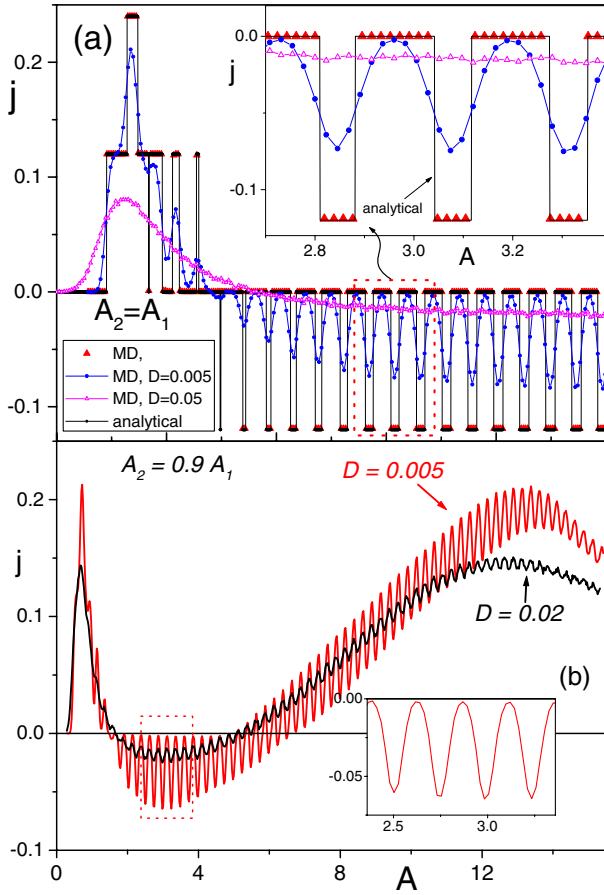 (a)
j
0.2
0.1
0.0
-0.1
A₂=A₁
MD,
MD, D=0.005
MD, D=0.05
analytical
0.0
j
-0.1
analytical
2.8 3.0 3.2
A
A₂ = 0.9 A₁
D = 0.005
D = 0.02
j
0.2
0.1
0.0
-0.1
(b)
0.00
-0.05
2.5 3.0
0 4 8 12
A